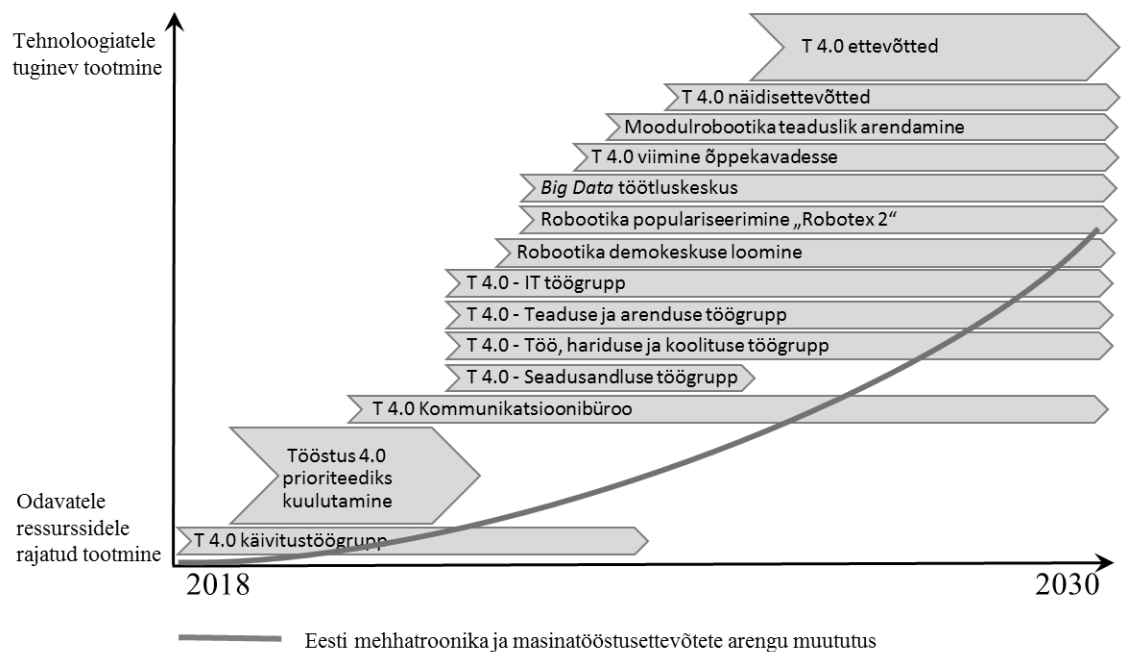 Tehnoloogiatele
tuginev tootmine
T 4.0 ettevõtted
T 4.0 näidisettevõtted
Moodulrobootika teaduslik arendamine
T 4.0 viimine õppekavadesse
Big Data töötluskeskus
Robootika populariseerimine „Robotex 2“
Robootika demokeskuse loomine
T 4.0 - IT töögrupp
T 4.0 - Teaduse ja arenduse töögrupp
T 4.0 - Töö, hariduse ja koolituse töögrupp
T 4.0 - Seadusandluse töögrupp
T 4.0 Kommunikatsioonibüroo
Tööstus 4.0
prioriteediks
kuulutamine
Odavatele
ressurssidele
rajatud tootmine
T 4.0 käivitustöögrupp
2018
2030
Eesti mehhatroonika ja masinatööstusettevõtete arengu muututus